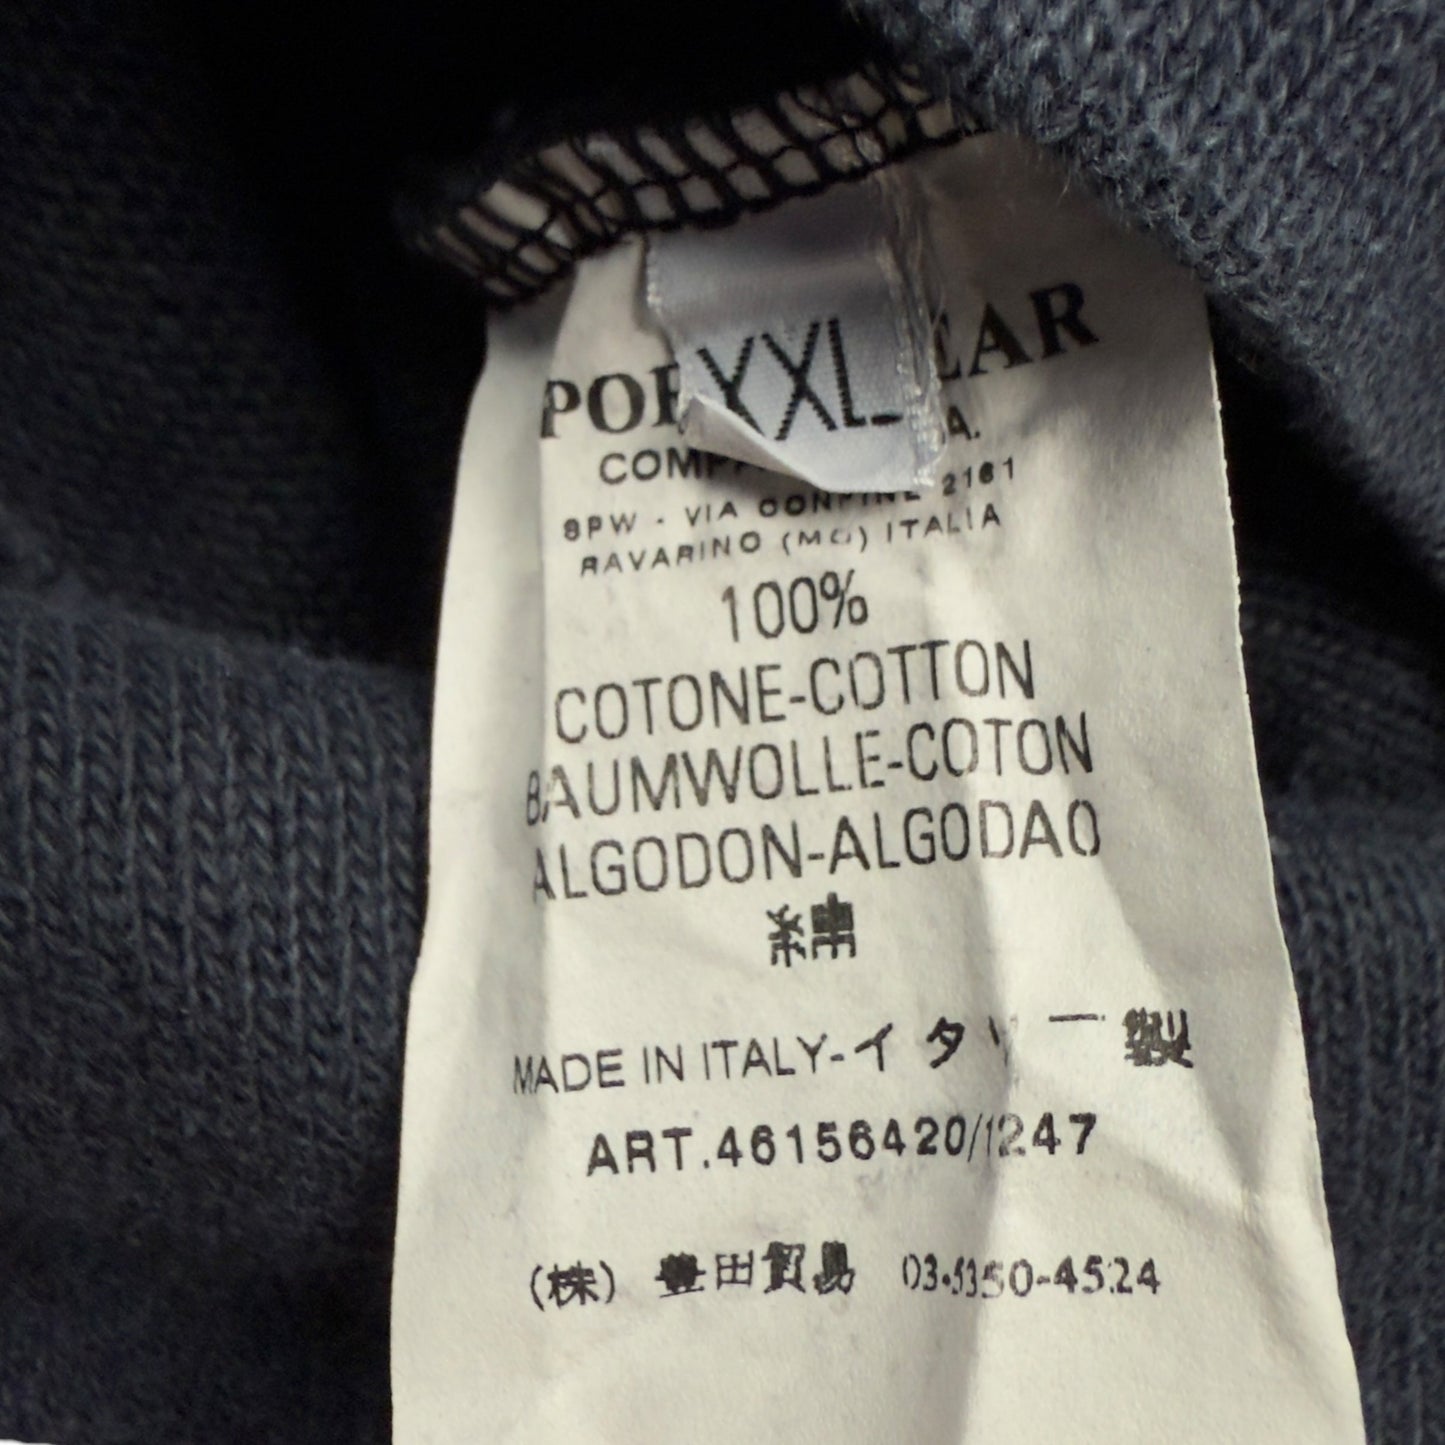 XXL
SPW - VIA CONFINE 2161
RAVARINO (MO) ITALIA
100%
COTONE-COTTON
BAUMWOLLE-COTON
ALGODON-ALGODAO
綿
MADE IN ITALY-イタリー製
ART.46156420/1247
(株) 豊田貿易 03-5350-4524